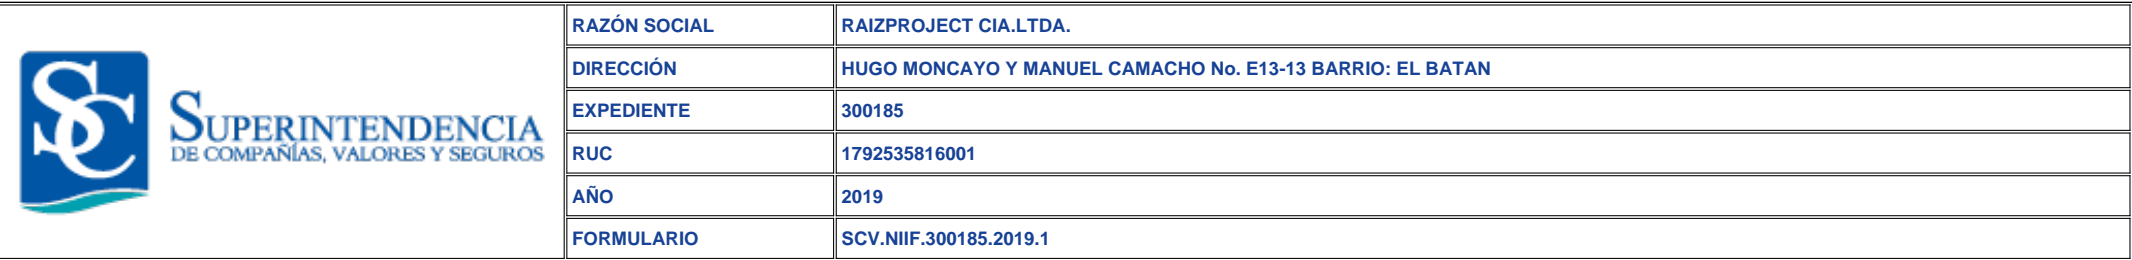 SC
SUPERINTENDENCIA
DE COMPAÑÍAS, VALORES Y SEGUROS
RAZÓN SOCIAL RAIZPROJECT CIA.LTDA.
DIRECCIÓN HUGO MONCAYO Y MANUEL CAMACHO No. E13-13 BARRIO: EL BATAN
EXPEDIENTE 300185
RUC 1792535816001
AÑO 2019
FORMULARIO SCV.NIIF.300185.2019.1